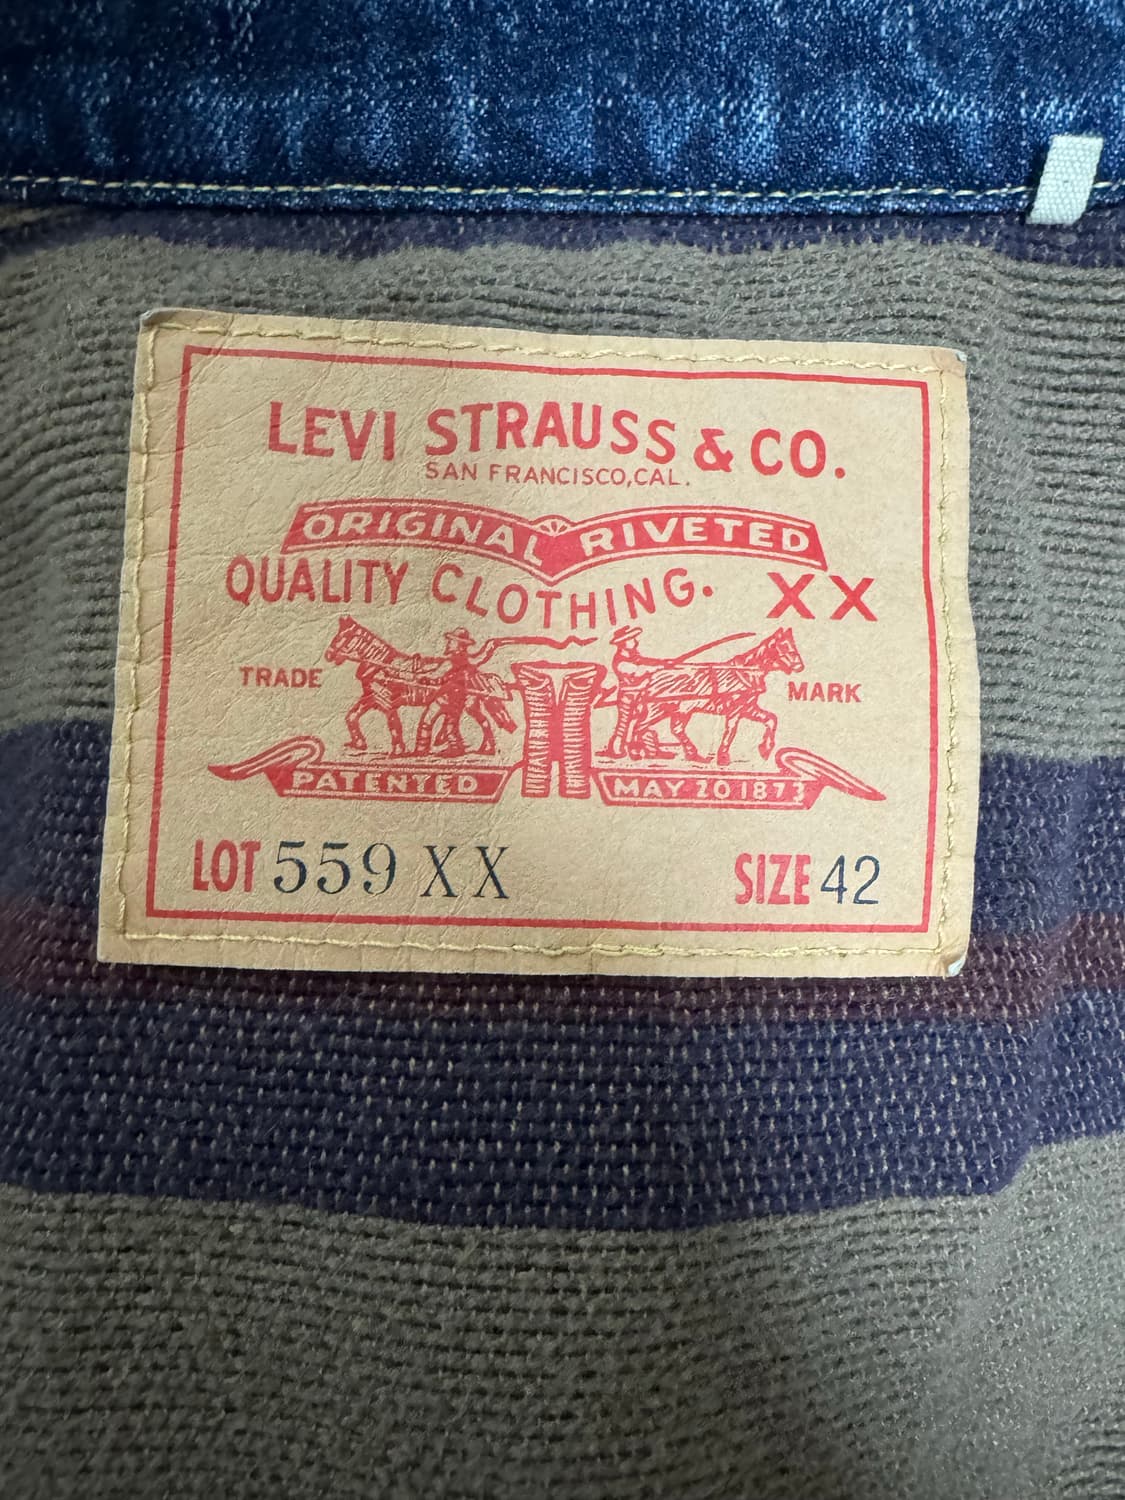 LEVI STRAUSS & CO.
SAN FRANCISCO, CAL.
ORIGINAL RIVETED
QUALITY CLOTHING. XX
TRADE MARK
PATENTED MAY 20 1873
LOT 559 XX SIZE 42